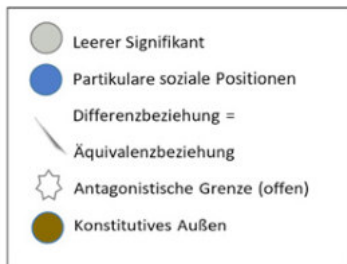 Leerer Signifikant
Partikulare soziale Positionen
Differenzbeziehung =
Äquivalenzbeziehung
Antagonistische Grenze (offen)
Konstitutives Außen